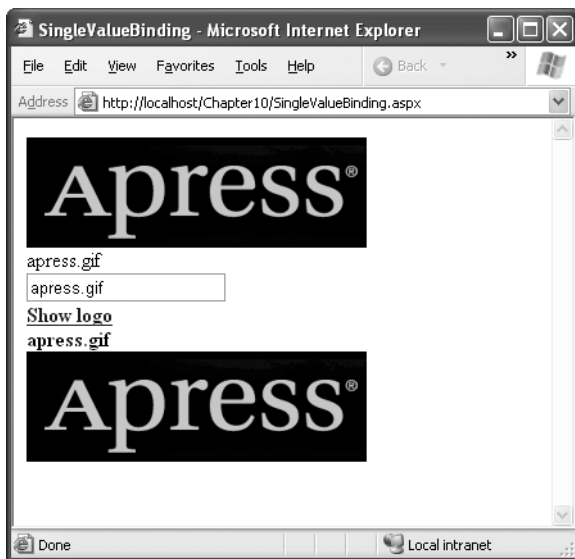 SingleValueBinding - Microsoft Internet Explorer
File Edit View Favorites Tools Help Back »
Address http://localhost/Chapter10/SingleValueBinding.aspx
Apress®
apress.gif
apress.gif
Show logo
apress.gif
Apress®
Done Local intranet